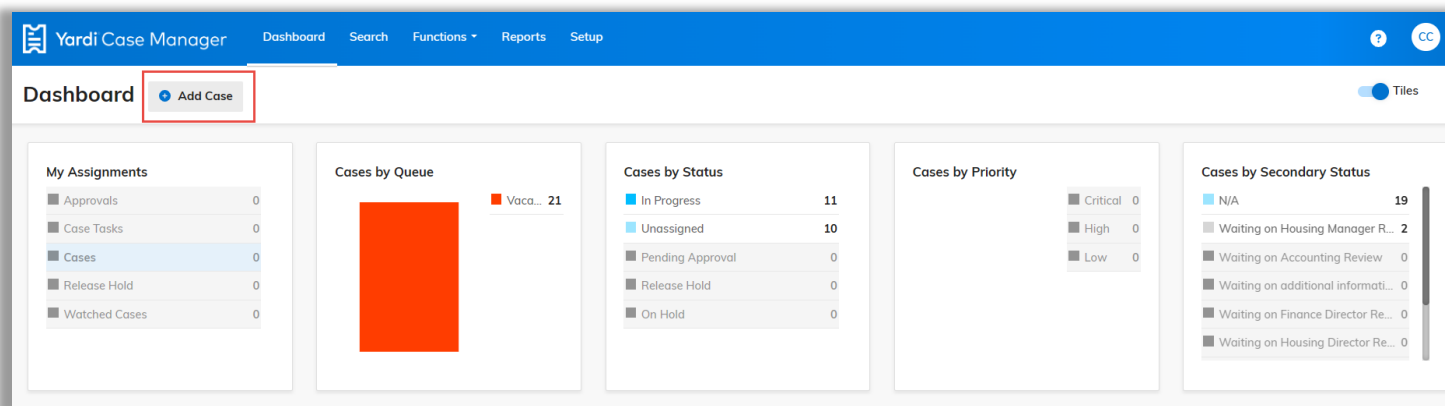 Yardi Case Manager Dashboard Search Functions Reports Setup ? CC
Dashboard Add Case Tiles
My Assignments
Approvals 0
Case Tasks 0
Cases 0
Release Hold 0
Watched Cases 0
Cases by Queue
Vaca... 21
Cases by Status
In Progress 11
Unassigned 10
Pending Approval 0
Release Hold 0
On Hold 0
Cases by Priority
Critical 0
High 0
Low 0
Cases by Secondary Status
N/A 19
Waiting on Housing Manager R... 2
Waiting on Accounting Review 0
Waiting on additional informati... 0
Waiting on Finance Director Re... 0
Waiting on Housing Director Re... 0